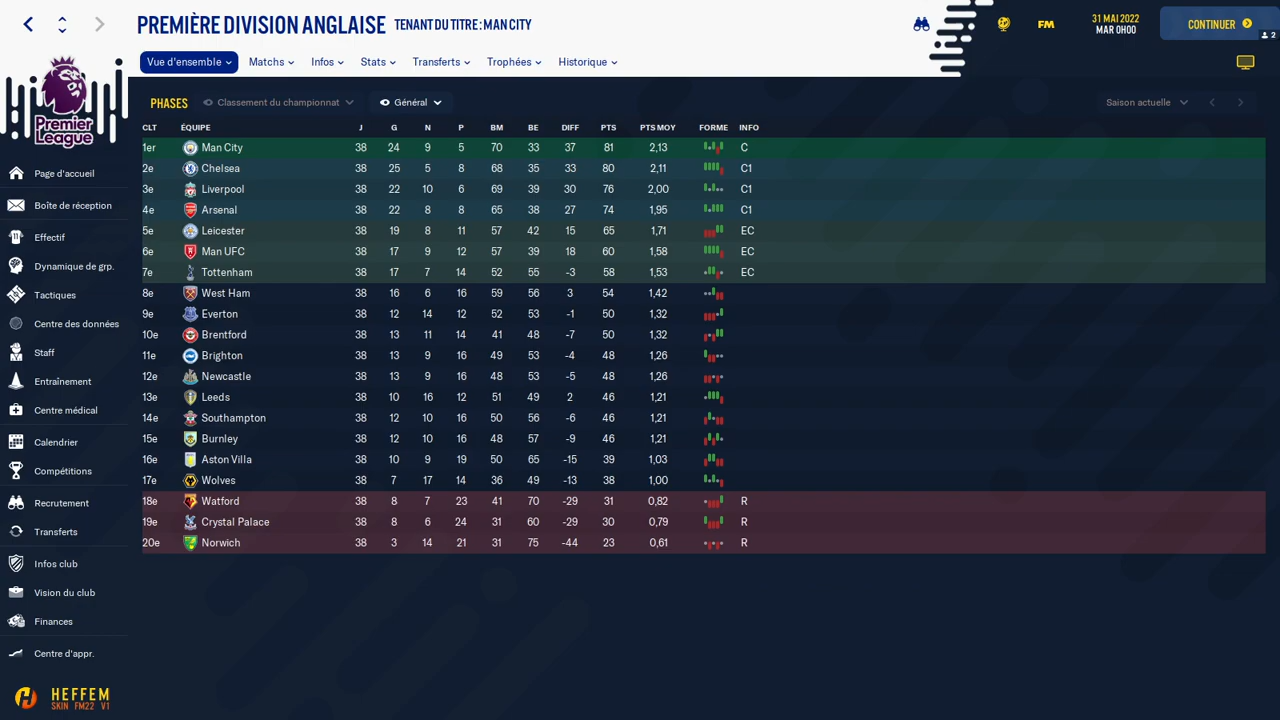 PREMIÈRE DIVISION ANGLAISE TENANT DU TITRE : MAN CITY FM 31 MAI 2022 MAR 0H00 CONTINUER 2
Vue d'ensemble Matchs Infos Stats Transferts Trophées Historique
Premier League
PHASES Classement du championnat Général Saison actuelle
CLT ÉQUIPE J G N P BM BE DIFF PTS PTS MOY FORME INFO
1er Man City 38 24 9 5 70 33 37 81 2,13 C
2e Chelsea 38 25 5 8 68 35 33 80 2,11 C1
3e Liverpool 38 22 10 6 69 39 30 76 2,00 C1
4e Arsenal 38 22 8 8 65 38 27 74 1,95 C1
5e Leicester 38 19 8 11 57 42 15 65 1,71 EC
6e Man UFC 38 17 9 12 57 39 18 60 1,58 EC
7e Tottenham 38 17 7 14 52 55 -3 58 1,53 EC
8e West Ham 38 16 6 16 59 56 3 54 1,42
9e Everton 38 12 14 12 52 53 -1 50 1,32
10e Brentford 38 13 11 14 41 48 -7 50 1,32
11e Brighton 38 13 9 16 49 53 -4 48 1,26
12e Newcastle 38 13 9 16 48 53 -5 48 1,26
13e Leeds 38 10 16 12 51 49 2 46 1,21
14e Southampton 38 12 10 16 50 56 -6 46 1,21
15e Burnley 38 12 10 16 48 57 -9 46 1,21
16e Aston Villa 38 10 9 19 50 65 -15 39 1,03
17e Wolves 38 7 17 14 36 49 -13 38 1,00
18e Watford 38 8 7 23 41 70 -29 31 0,82 R
19e Crystal Palace 38 8 6 24 31 60 -29 30 0,79 R
20e Norwich 38 3 14 21 31 75 -44 23 0,61 R
Page d'accueil
Boîte de réception
11 Effectif
Dynamique de grp.
Tactiques
Centre des données
Staff
Entraînement
Centre médical
Calendrier
Compétitions
Recrutement
Transferts
Infos club
Vision du club
Finances
Centre d'appr.
HEFFEM
SKIN FM22 V1